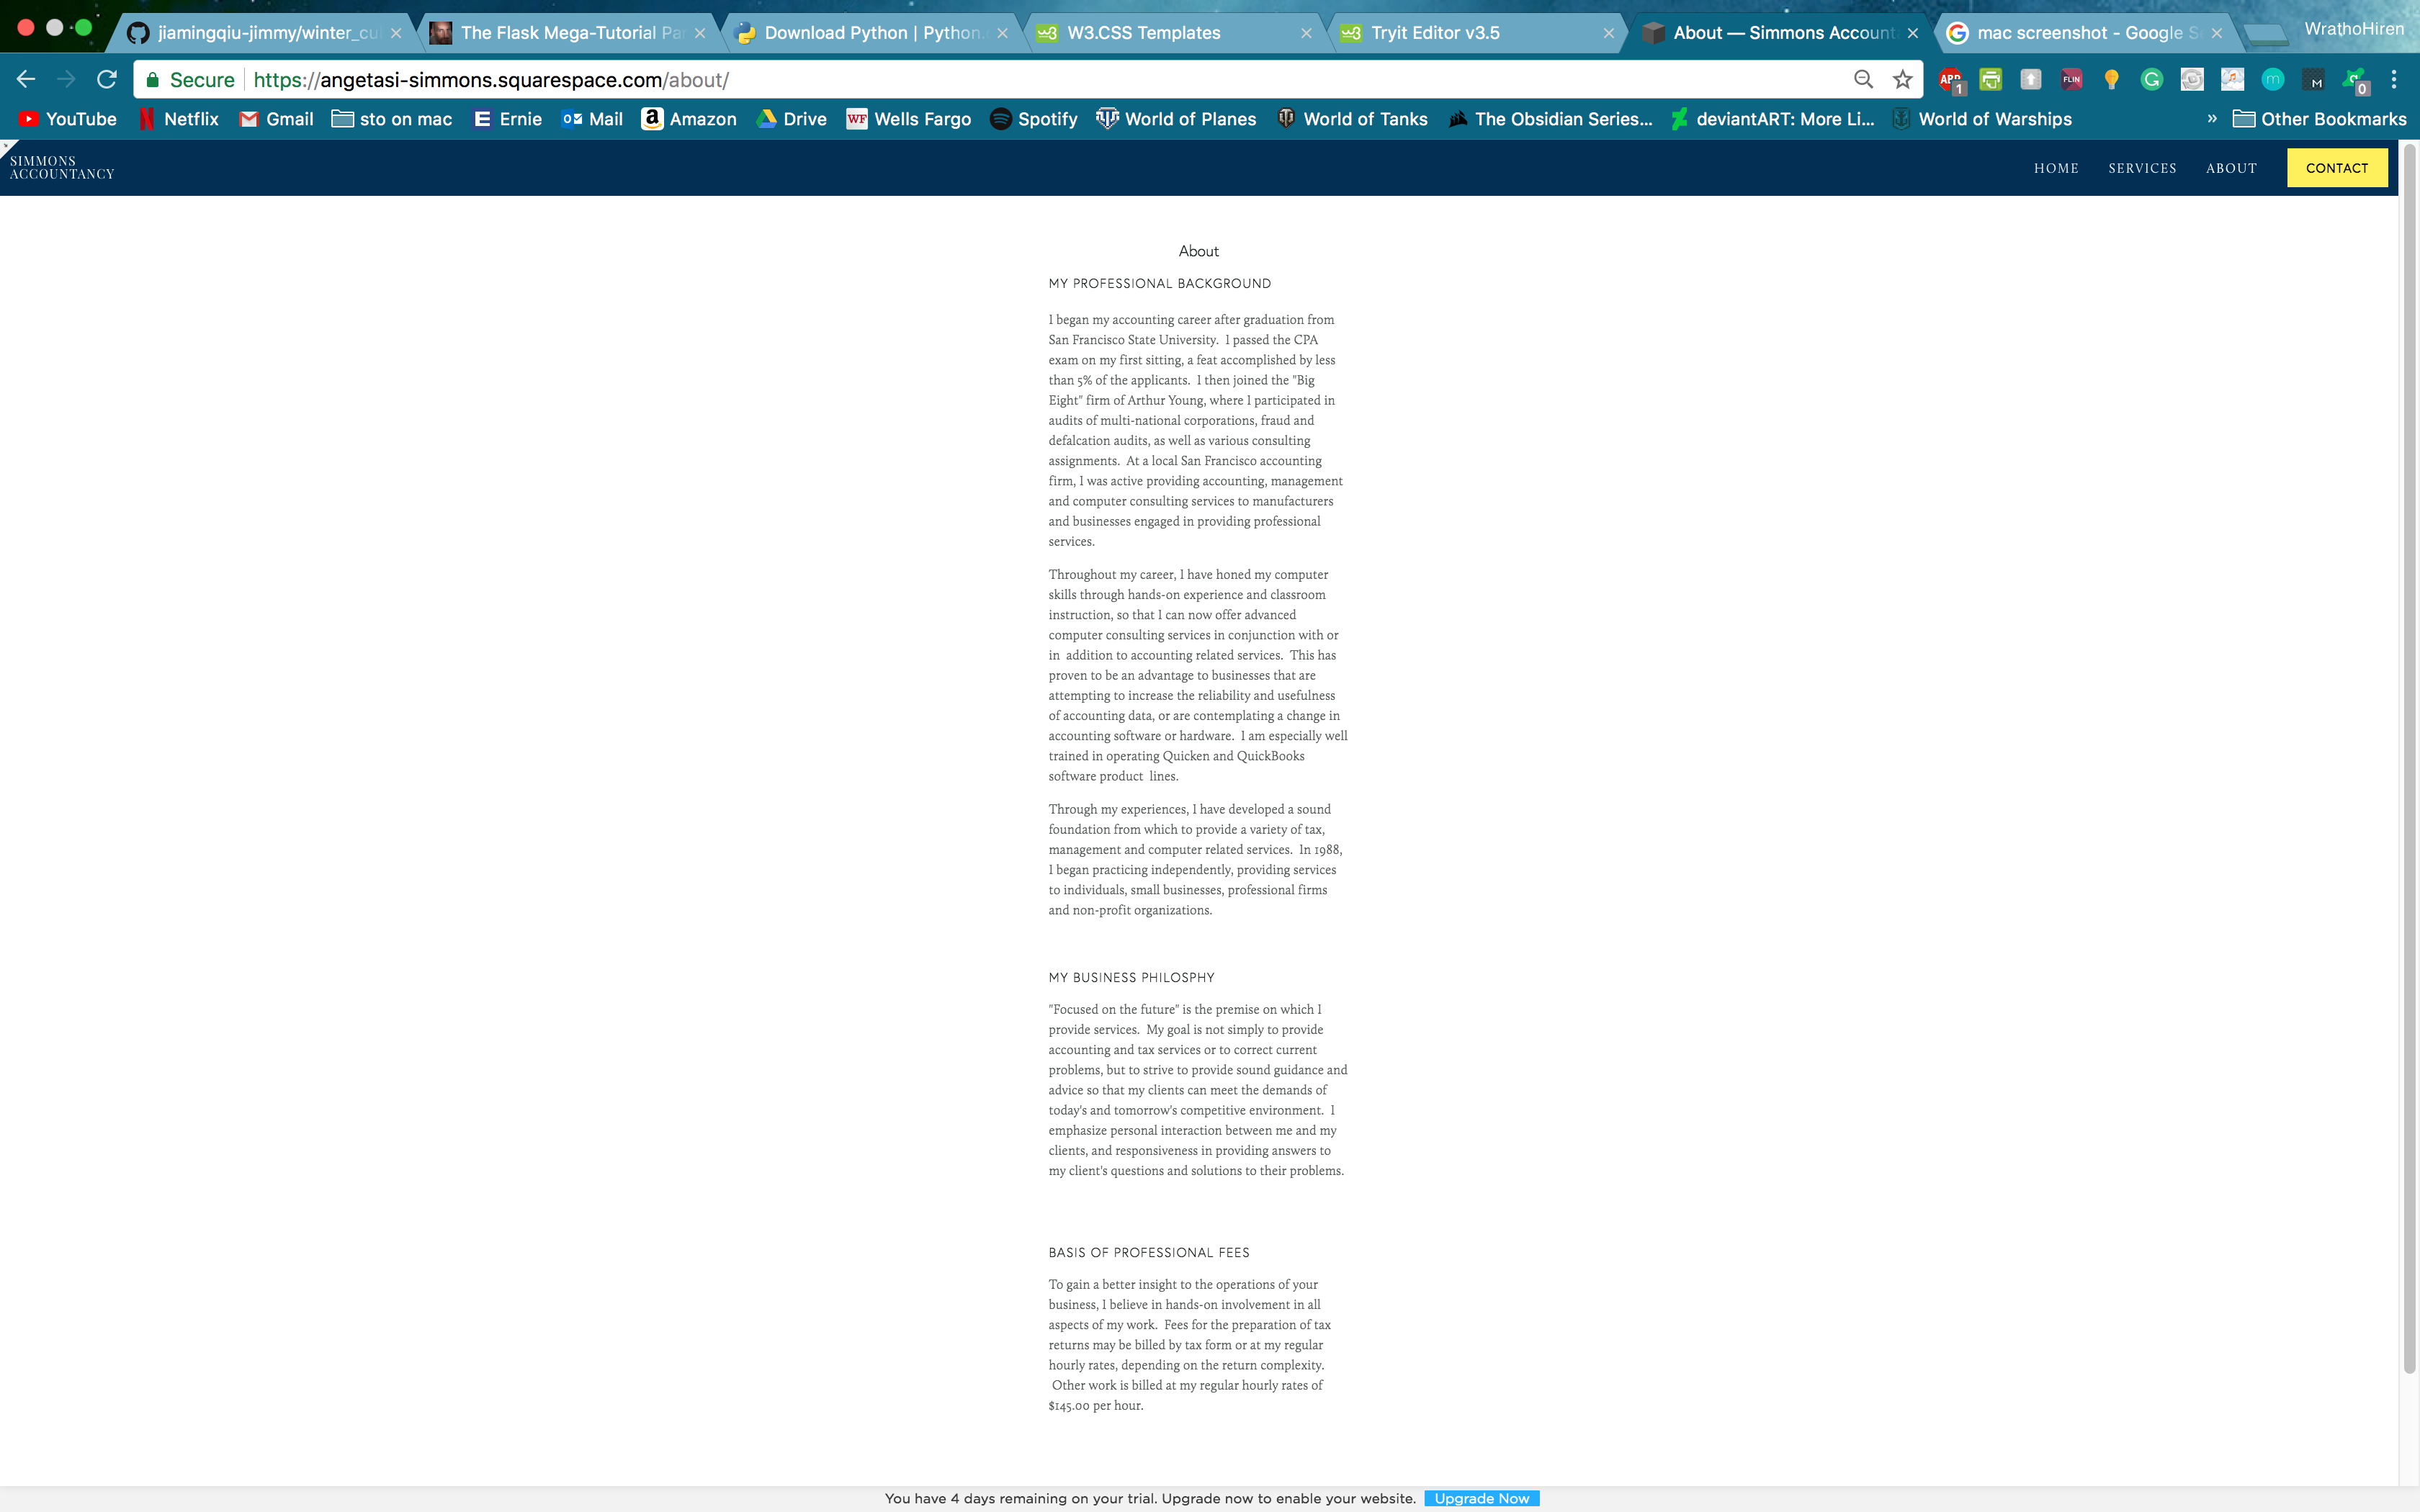 jiamingqiu-jimmy/winter_cu
The Flask Mega-Tutorial Pa
Download Python | Python.
W3.CSS Templates
Tryit Editor v3.5
About — Simmons Account
mac screenshot - Google S
WrathoHiren
Secure https://angetasi-simmons.squarespace.com/about/
ABP 1 FLIN G m M 0
YouTube Netflix Gmail sto on mac Ernie Mail Amazon Drive Wells Fargo Spotify World of Planes World of Tanks The Obsidian Series... deviantART: More Li... World of Warships » Other Bookmarks
SIMMONS
ACCOUNTANCY
HOME SERVICES ABOUT CONTACT
About
MY PROFESSIONAL BACKGROUND
I began my accounting career after graduation from
San Francisco State University.  I passed the CPA
exam on my first sitting, a feat accomplished by less
than 5% of the applicants.  I then joined the "Big
Eight" firm of Arthur Young, where I participated in
audits of multi-national corporations, fraud and
defalcation audits, as well as various consulting
assignments.  At a local San Francisco accounting
firm, I was active providing accounting, management
and computer consulting services to manufacturers
and businesses engaged in providing professional
services.
Throughout my career, I have honed my computer
skills through hands-on experience and classroom
instruction, so that I can now offer advanced
computer consulting services in conjunction with or
in  addition to accounting related services.  This has
proven to be an advantage to businesses that are
attempting to increase the reliability and usefulness
of accounting data, or are contemplating a change in
accounting software or hardware.  I am especially well
trained in operating Quicken and QuickBooks
software product  lines.
Through my experiences, I have developed a sound
foundation from which to provide a variety of tax,
management and computer related services.  In 1988,
I began practicing independently, providing services
to individuals, small businesses, professional firms
and non-profit organizations.
MY BUSINESS PHILOSPHY
"Focused on the future" is the premise on which I
provide services.  My goal is not simply to provide
accounting and tax services or to correct current
problems, but to strive to provide sound guidance and
advice so that my clients can meet the demands of
today's and tomorrow's competitive environment.  I
emphasize personal interaction between me and my
clients, and responsiveness in providing answers to
my client's questions and solutions to their problems.
BASIS OF PROFESSIONAL FEES
To gain a better insight to the operations of your
business, I believe in hands-on involvement in all
aspects of my work.  Fees for the preparation of tax
returns may be billed by tax form or at my regular
hourly rates, depending on the return complexity.
Other work is billed at my regular hourly rates of
$145.00 per hour.
You have 4 days remaining on your trial. Upgrade now to enable your website. Upgrade Now